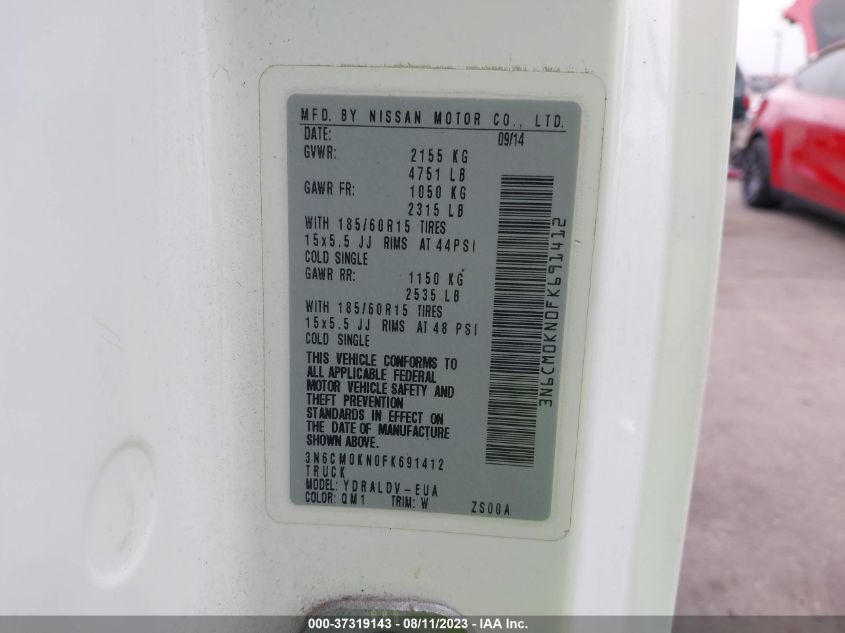 MFD. BY NISSAN MOTOR CO., LTD.
DATE: 09/14
GVWR: 2155 KG
4751 LB
GAWR FR: 1050 KG
2315 LB
WITH 185/60R15 TIRES
15x5.5 JJ RIMS AT 44PSI
COLD SINGLE
GAWR RR: 1150 KG
2535 LB
WITH 185/60R15 TIRES
15x5.5 JJ RIMS AT 48 PSI
COLD SINGLE
THIS VEHICLE CONFORMS TO
ALL APPLICABLE FEDERAL
MOTOR VEHICLE SAFETY AND
THEFT PREVENTION
STANDARDS IN EFFECT ON
THE DATE OF MANUFACTURE
SHOWN ABOVE.
3N6CM0KN0FK691412
TRUCK
MODEL: YDRALDV-EUA
COLOR: QM1 TRIM: W ZS00A
3N6CM0KN0FK691412
000-37319143 - 08/11/2023 - IAA Inc.